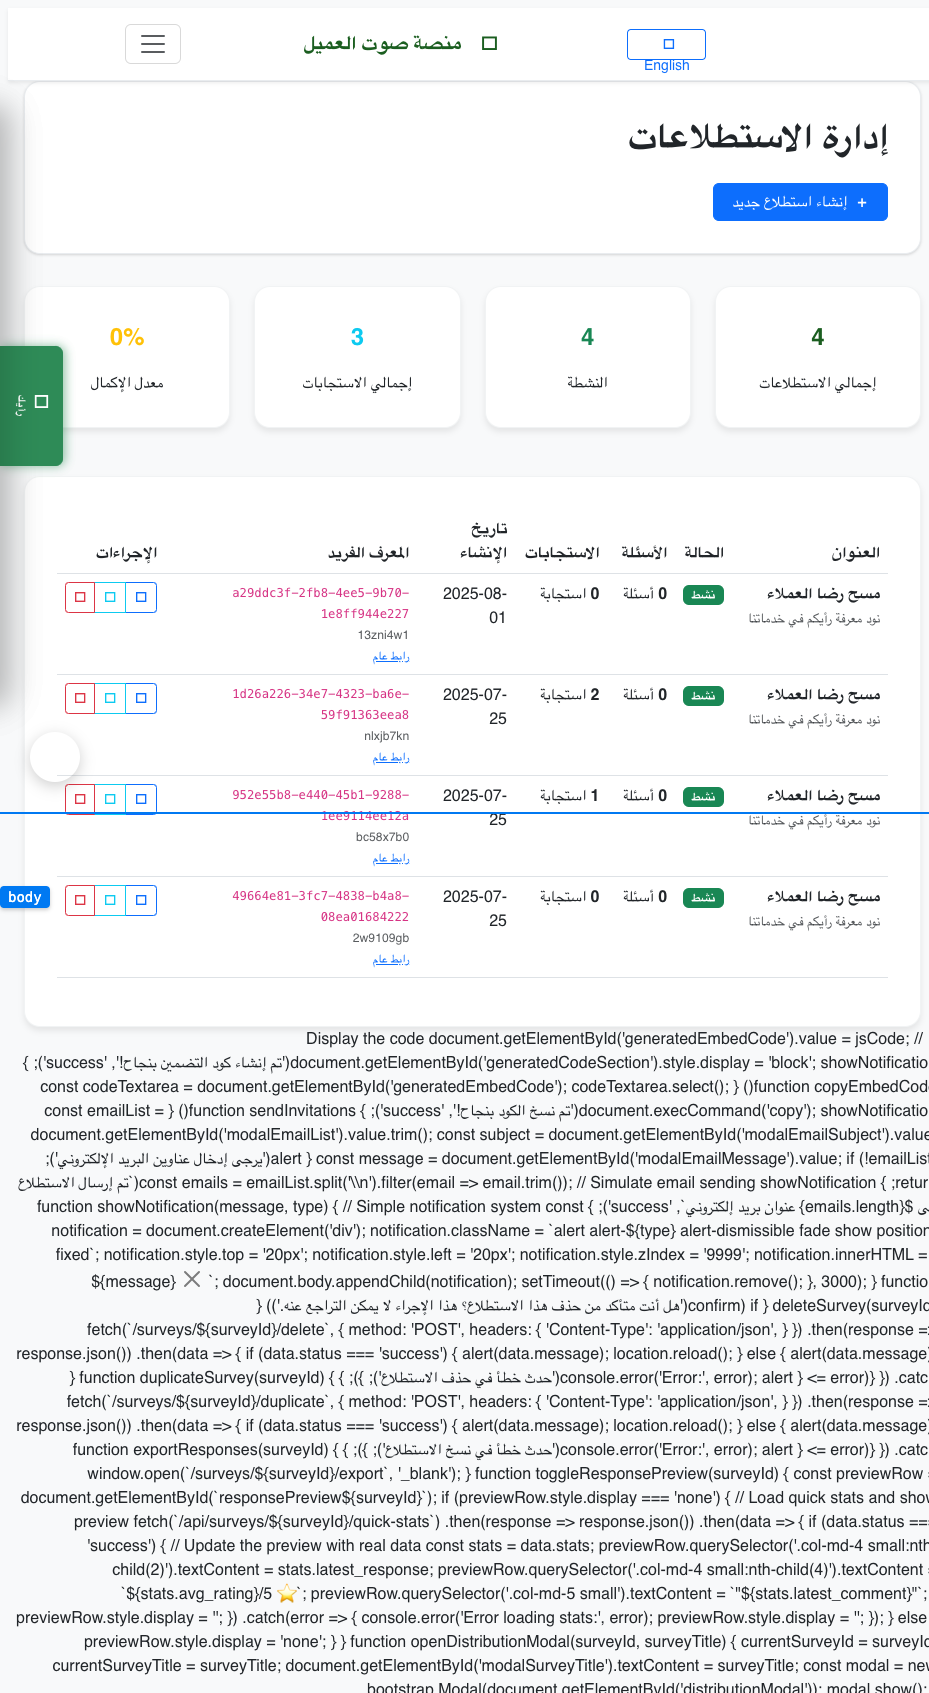 منصة صوت العميل
English
إدارة الاستطلاعات
+ إنشاء استطلاع جديد
4
إجمالي الاستطلاعات
4
النشطة
3
إجمالي الاستجابات
0%
معدل الإكمال
رايك
العنوان الحالة الأسئلة الاستجابات تاريخ الإنشاء المعرف الفريد الإجراءات
مسح رضا العملاء نشط 0 أسئلة 0 استجابة 2025-08-01 a29ddc3f-2fb8-4ee5-9b70-1e8ff944e227
نود معرفة رأيكم في خدماتنا
13zni4w1
رابط عام
مسح رضا العملاء نشط 0 أسئلة 2 استجابة 2025-07-25 1d26a226-34e7-4323-ba6e-59f91363eea8
نود معرفة رأيكم في خدماتنا
nlxjb7kn
رابط عام
مسح رضا العملاء نشط 0 أسئلة 1 استجابة 2025-07-25 952e55b8-e440-45b1-9288-1ee9114ee12a
نود معرفة رأيكم في خدماتنا
bc58x7b0
رابط عام
مسح رضا العملاء نشط 0 أسئلة 0 استجابة 2025-07-25 49664e81-3fc7-4838-b4a8-08ea01684222
نود معرفة رأيكم في خدماتنا
2w9109gb
رابط عام
body
Display the code document.getElementById('generatedEmbedCode').value = jsCode; //
document.getElementById('generatedCodeSection').style.display = 'block'; showNotificatio('تم إنشاء كود التضمين بنجاح!', 'success'); }
const codeTextarea = document.getElementById('generatedEmbedCode'); codeTextarea.select(); } ()function copyEmbedCod
const emailList = } ()function sendInvitations { ;('success' ,'!تم نسخ الكود بنجاح')document.execCommand('copy'); showNotificatio
document.getElementById('modalEmailList').value.trim(); const subject = document.getElementById('modalEmailSubject').value
;('يرجى إدخال عناوين البريد الإلكتروني')alert } const message = document.getElementById('modalEmailMessage').value; if (!emailList
const emails = emailList.split('\\n').filter(email => email.trim()); // Simulate email sending showNotification { ;retur(`تم إرسال الاستطلاع
function showNotification(message, type) { // Simple notification system const { ;('success' ,`عنوان بريد إلكتروني {emails.length}$ ى
notification = document.createElement('div'); notification.className = `alert alert-${type} alert-dismissible fade show position
fixed`; notification.style.top = '20px'; notification.style.left = '20px'; notification.style.zIndex = '9999'; notification.innerHTML =
${message} `; document.body.appendChild(notification); setTimeout(() => { notification.remove(); }, 3000); } functio
} (('هل أنت متأكد من حذف هذا الاستطلاع؟ هذا الإجراء لا يمكن التراجع عنه.')confirm) if } deleteSurvey(surveyId
fetch(`/surveys/${surveyId}/delete`, { method: 'POST', headers: { 'Content-Type': 'application/json', } }) .then(response =
response.json()) .then(data => { if (data.status === 'success') { alert(data.message); location.reload(); } else { alert(data.message)
} function duplicateSurvey(surveyId) { } ;({ ;('حدث خطأ في حذف الاستطلاع')console.error('Error:', error); alert } <= error)} ({ .catc
fetch(`/surveys/${surveyId}/duplicate`, { method: 'POST', headers: { 'Content-Type': 'application/json', } }) .then(response =
response.json()) .then(data => { if (data.status === 'success') { alert(data.message); location.reload(); } else { alert(data.message)
function exportResponses(surveyId) { } ;({ ;('حدث خطأ في نسخ الاستطلاع')console.error('Error:', error); alert } <= error)} ({ .catc
window.open(`/surveys/${surveyId}/export`, '_blank'); } function toggleResponsePreview(surveyId) { const previewRow =
document.getElementById(`responsePreview${surveyId}`); if (previewRow.style.display === 'none') { // Load quick stats and show
preview fetch(`/api/surveys/${surveyId}/quick-stats`) .then(response => response.json()) .then(data => { if (data.status ===
'success') { // Update the preview with real data const stats = data.stats; previewRow.querySelector('.col-md-4 small:nth
child(2)').textContent = stats.latest_response; previewRow.querySelector('.col-md-4 small:nth-child(4)').textContent =
`${stats.avg_rating}/5 ⭐`; previewRow.querySelector('.col-md-5 small').textContent = `"${stats.latest_comment}"`;
previewRow.style.display = ''; }) .catch(error => { console.error('Error loading stats:', error); previewRow.style.display = ''; }); } else
previewRow.style.display = 'none'; } } function openDistributionModal(surveyId, surveyTitle) { currentSurveyId = surveyId
currentSurveyTitle = surveyTitle; document.getElementById('modalSurveyTitle').textContent = surveyTitle; const modal = new
bootstrap.Modal(document.getElementById('distributionModal')); modal.show();